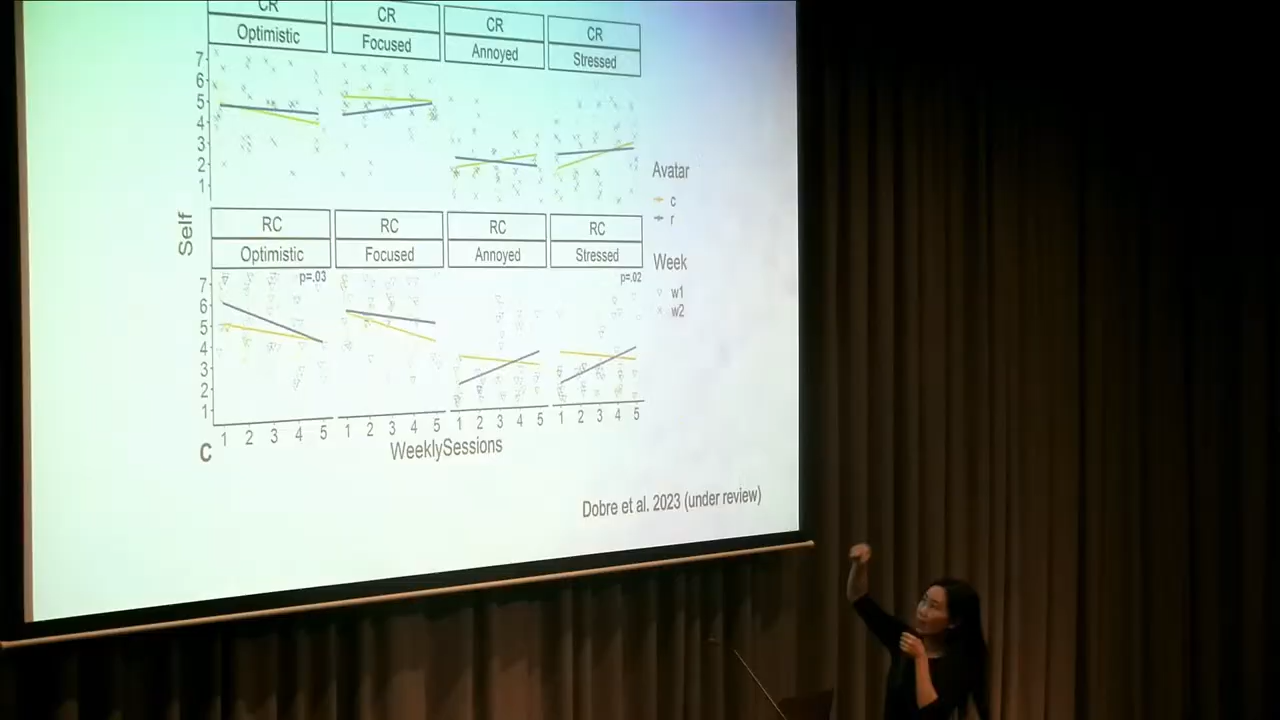 CR CR CR CR
Optimistic Focused Annoyed Stressed
7
6
5
4
3
2
1
Avatar
c
r
Self
RC RC RC RC
Optimistic Focused Annoyed Stressed
p=.03 p=.02
Week
w1
w2
7
6
5
4
3
2
1
1 2 3 4 5 1 2 3 4 5 1 2 3 4 5 1 2 3 4 5
C WeeklySessions
Dobre et al. 2023 (under review)